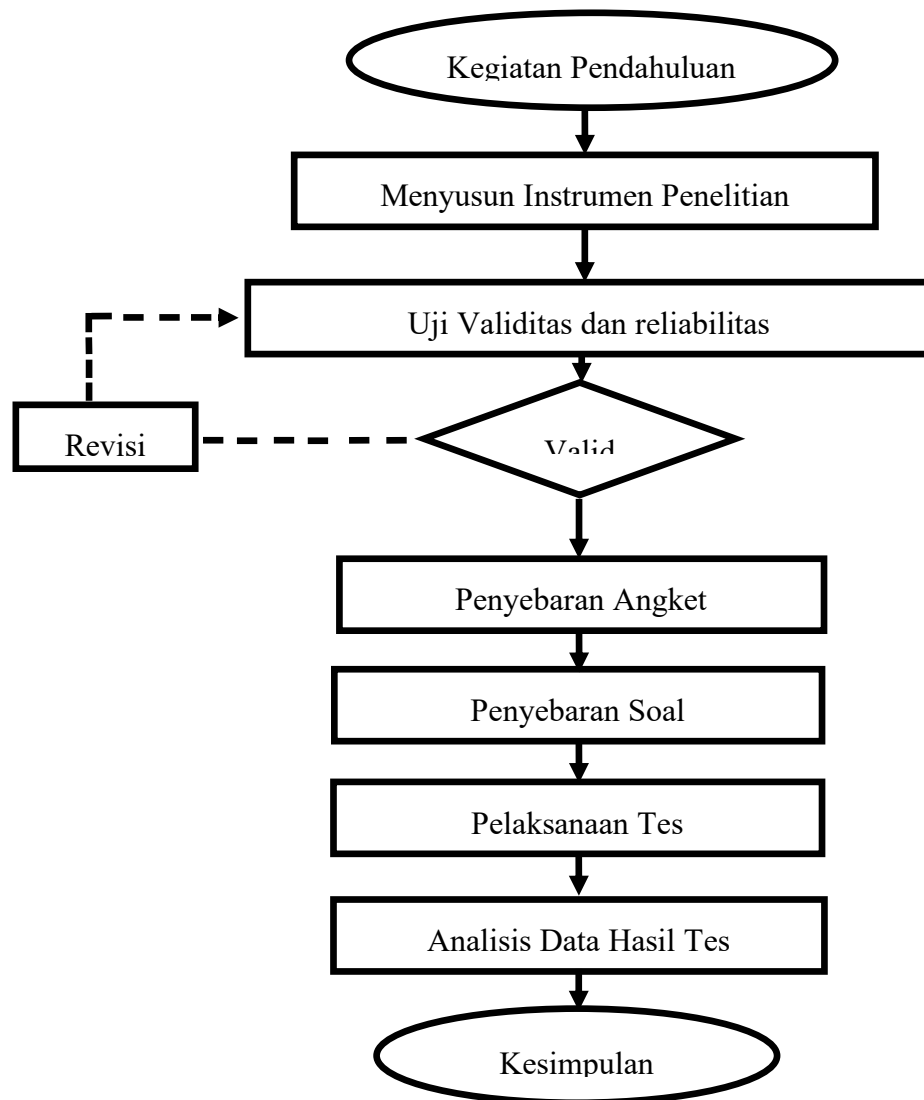 Kegiatan Pendahuluan
Menyusun Instrumen Penelitian
Uji Validitas dan reliabilitas
Revisi
Valid
Penyebaran Angket
Penyebaran Soal
Pelaksanaan Tes
Analisis Data Hasil Tes
Kesimpulan